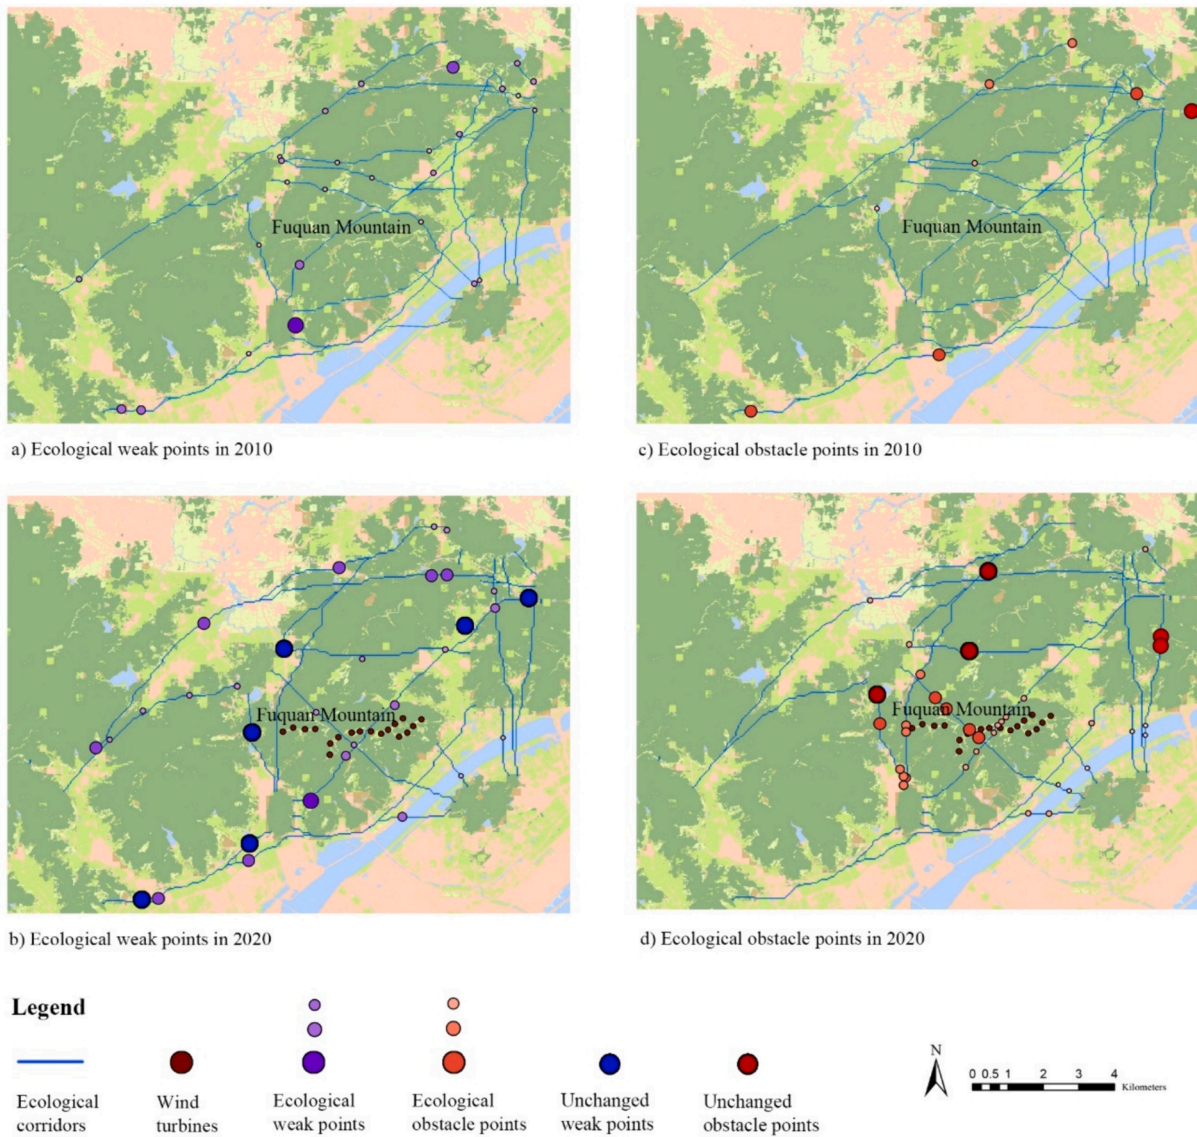 Fuquan Mountain
Fuquan Mountain
a) Ecological weak points in 2010
c) Ecological obstacle points in 2010
Fuquan Mountain
Fuquan Mountain
b) Ecological weak points in 2020
d) Ecological obstacle points in 2020
Legend
N
0 0.5 1 2 3 4
Kilometers
Ecological
corridors
Wind
turbines
Ecological
weak points
Ecological
obstacle points
Unchanged
weak points
Unchanged
obstacle points